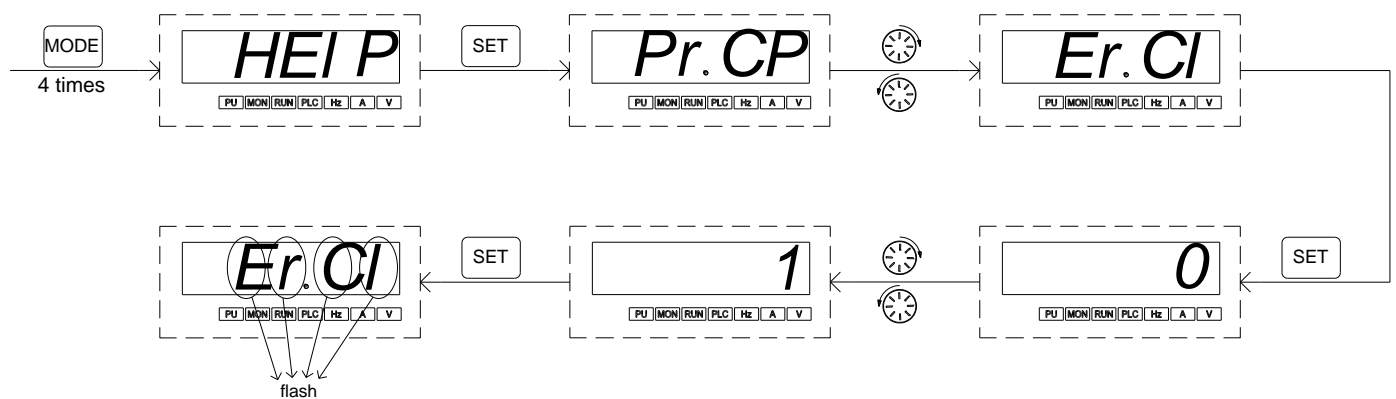 MODE
4 times
HEl P
PU MON RUN PLC Hz A V
SET
Pr.CP
PU MON RUN PLC Hz A V
Er.Cl
PU MON RUN PLC Hz A V
SET
0
PU MON RUN PLC Hz A V
1
PU MON RUN PLC Hz A V
SET
Er.Cl
PU MON RUN PLC Hz A V
flash